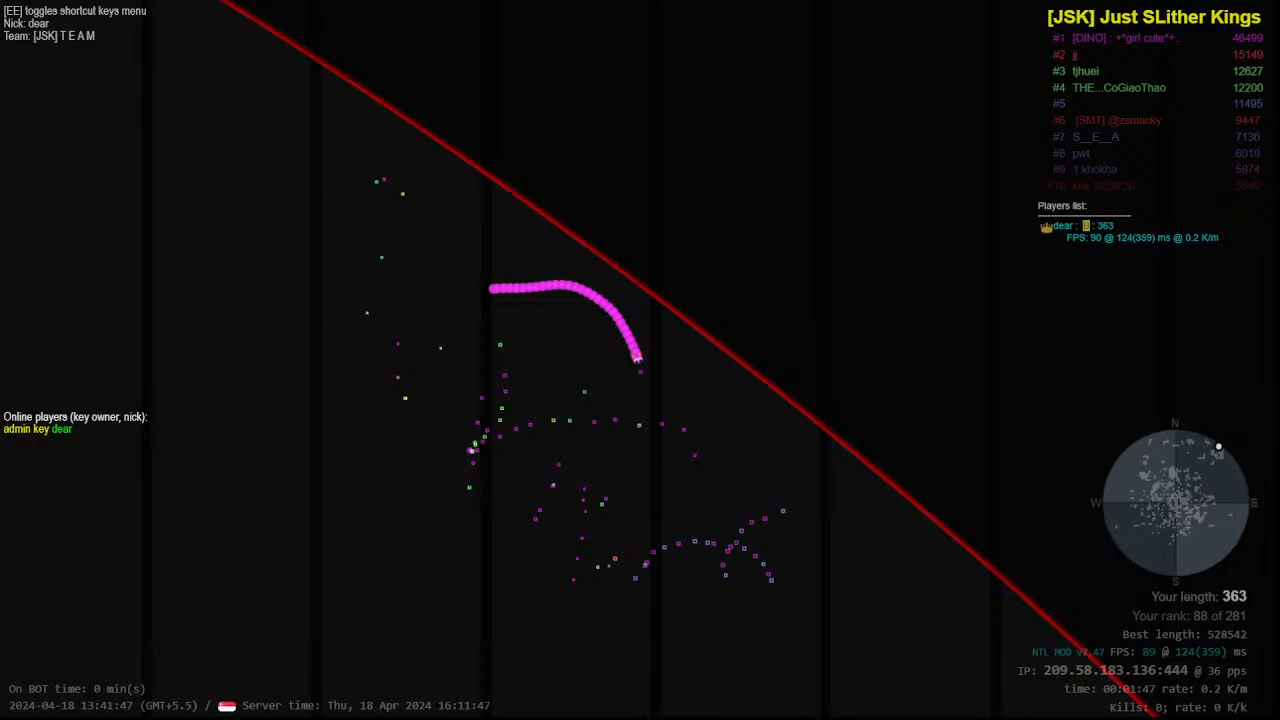 [EE] toggles shortcut keys menu
Nick: dear
Team: [JSK] T E A M
[JSK] Just SLither Kings
#1 [DINO] : +*girl cute*+.. 46499
#2 jj 15149
#3 tjhuei 12627
#4 THE...CoGiaoThao 12200
#5 11495
#6 [SMT] @zsmacky 9447
#7 S__E__A 7136
#8 pwt 6019
#9 1 khokha 5974
Players list:
dear : : 363
FPS: 90 @ 124(359) ms @ 0.2 K/m
Online players (key owner, nick):
admin key dear
N
W E
S
Your length: 363
Your rank: 88 of 281
Best length: 528542
NTL MOD v7.47 FPS: 89 @ 124(359) ms
IP: 209.58.183.136:444 @ 36 pps
time: 00:01:47 rate: 0.2 K/m
Kills: 0; rate: 0 K/k
On BOT time: 0 min(s)
2024-04-18 13:41:47 (GMT+5.5) / Server time: Thu, 18 Apr 2024 16:11:47